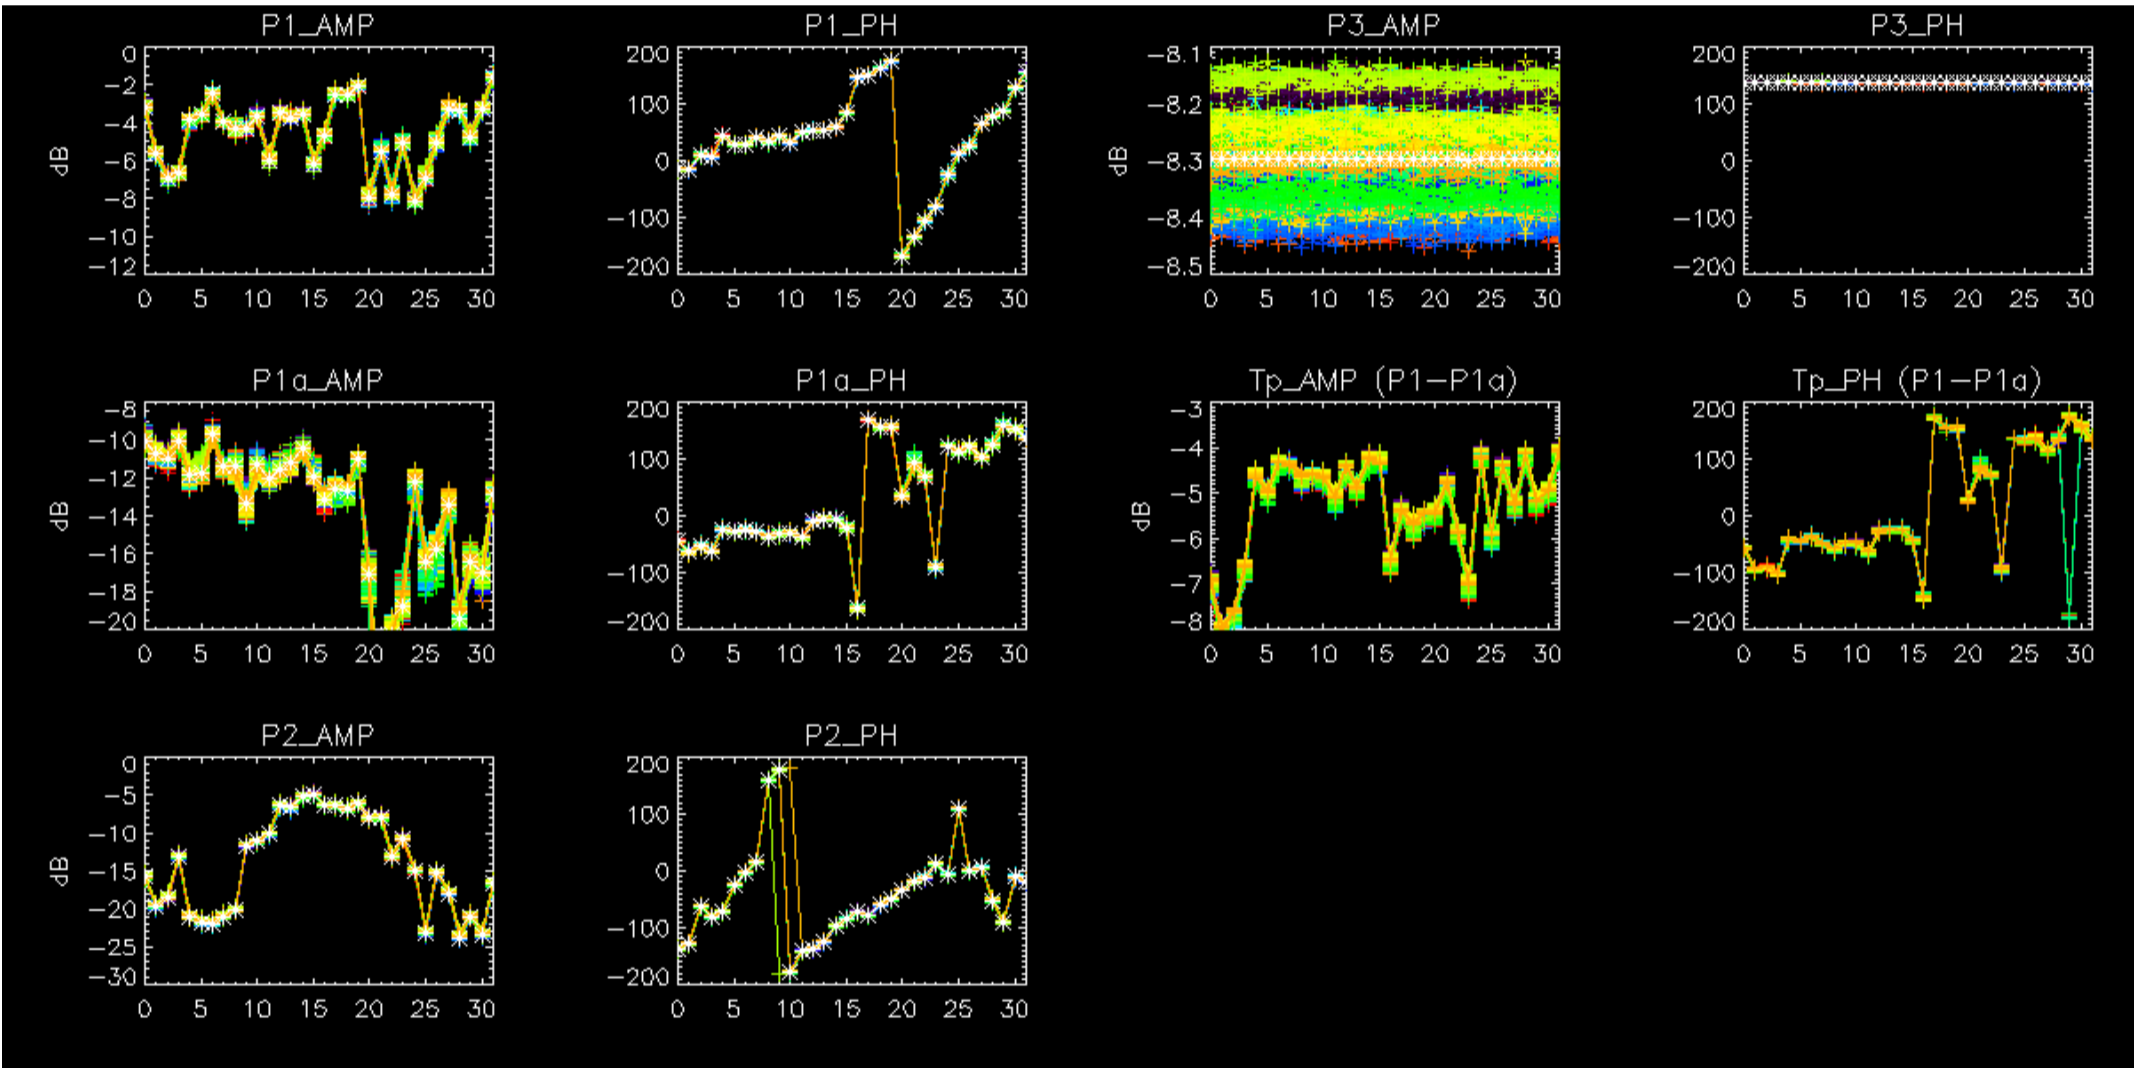 P1_AMP
P1_PH
P3_AMP
P3_PH
0
−2
−4
−6
−8
−10
−12
dB
0 5 10 15 20 25 30
200
100
0
−100
−200
0 5 10 15 20 25 30
−8.1
−8.2
−8.3
−8.4
−8.5
dB
0 5 10 15 20 25 30
200
100
0
−100
−200
0 5 10 15 20 25 30
P1a_AMP
P1a_PH
Tp_AMP (P1−P1a)
Tp_PH (P1−P1a)
−8
−10
−12
−14
−16
−18
−20
dB
0 5 10 15 20 25 30
200
100
0
−100
−200
0 5 10 15 20 25 30
−3
−4
−5
−6
−7
−8
dB
0 5 10 15 20 25 30
200
100
0
−100
−200
0 5 10 15 20 25 30
P2_AMP
P2_PH
0
−5
−10
−15
−20
−25
−30
dB
0 5 10 15 20 25 30
200
100
0
−100
−200
0 5 10 15 20 25 30